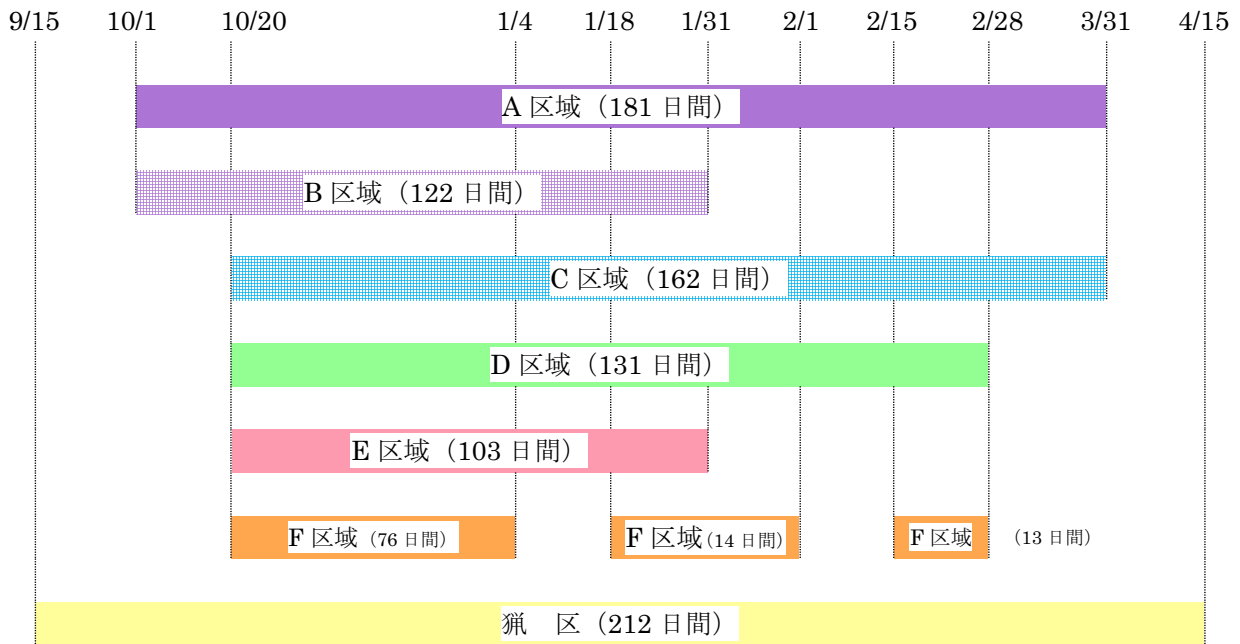 9/15 10/1 10/20 1/4 1/18 1/31 2/1 2/15 2/28 3/31 4/15
A 区域（181 日間）
B 区域（122 日間）
C 区域（162 日間）
D 区域（131 日間）
E 区域（103 日間）
F 区域（76 日間） F 区域（14 日間） F 区域 （13 日間）
猟 区（212 日間）